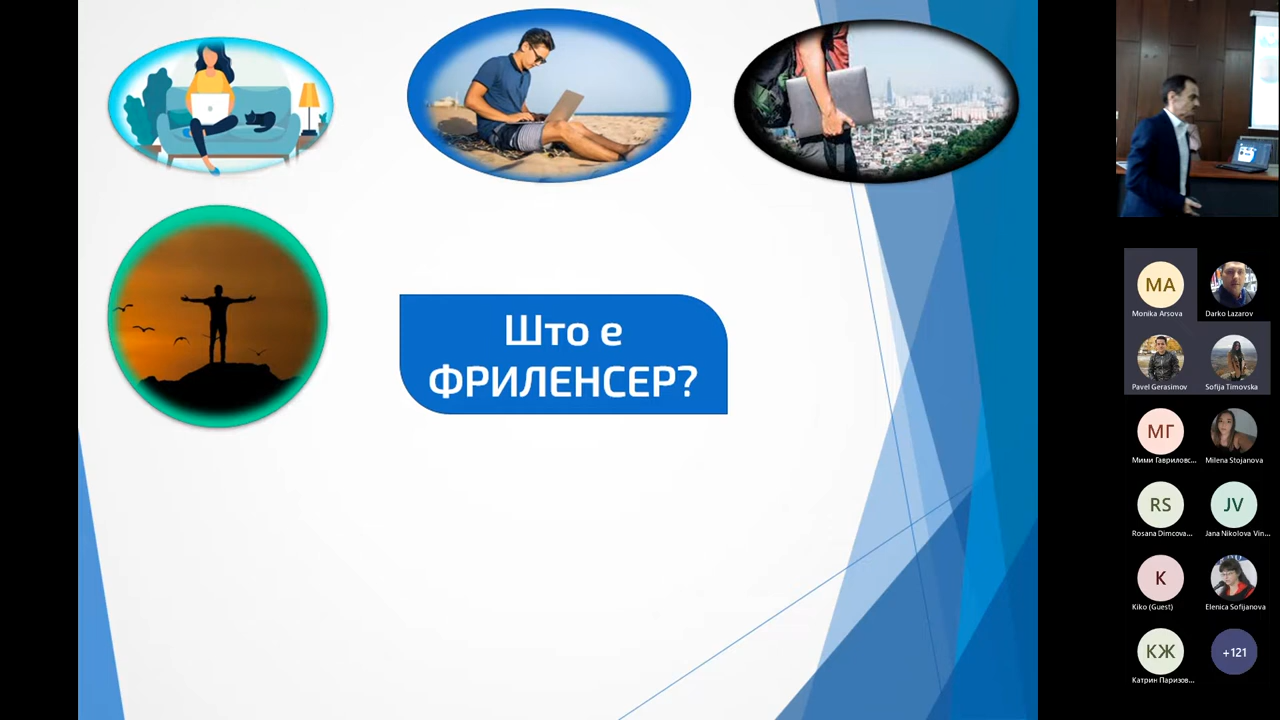 Што е
ФРИЛЕНСЕР?
MA
Monika Arsova
Darko Lazarov
Pavel Gerasimov
Sofija Timovska
МГ
Мими Гавриловс...
Milena Stojanova
RS
Rosana Dimcova...
JV
Jana Nikolova Vin...
K
Kiko (Guest)
Elenica Sofijanova
КЖ
Катрин Паризов...
+121